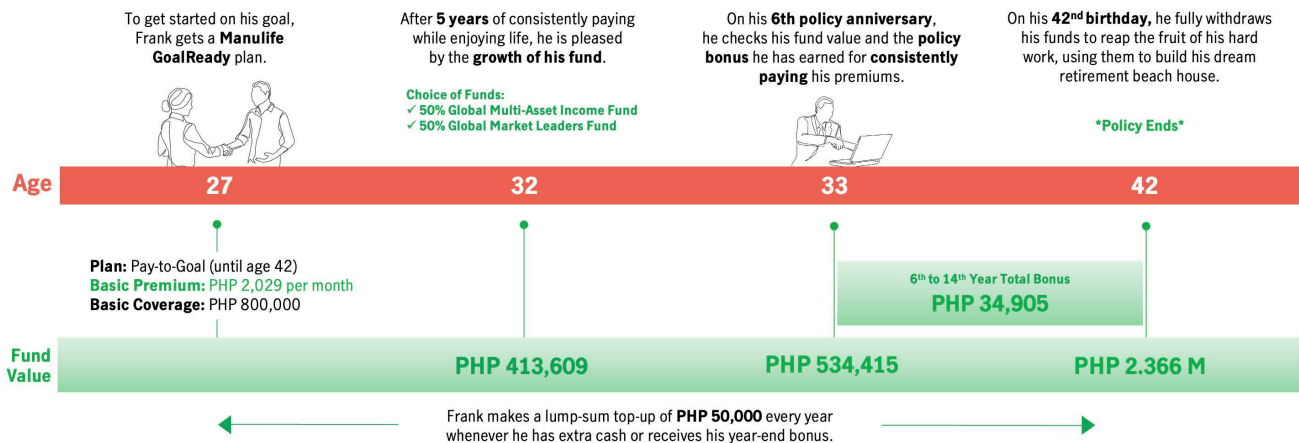 To get started on his goal,
Frank gets a Manulife
GoalReady plan.
After 5 years of consistently paying
while enjoying life, he is pleased
by the growth of his fund.
Choice of Funds:
✓ 50% Global Multi-Asset Income Fund
✓ 50% Global Market Leaders Fund
On his 6th policy anniversary,
he checks his fund value and the policy
bonus he has earned for consistently
paying his premiums.
On his 42nd birthday, he fully withdraws
his funds to reap the fruit of his hard
work, using them to build his dream
retirement beach house.
*Policy Ends*
Age
27
32
33
42
Plan: Pay-to-Goal (until age 42)
Basic Premium: PHP 2,029 per month
Basic Coverage: PHP 800,000
6th to 14th Year Total Bonus
PHP 34,905
Fund
Value
PHP 413,609
PHP 534,415
PHP 2.366 M
Frank makes a lump-sum top-up of PHP 50,000 every year
whenever he has extra cash or receives his year-end bonus.